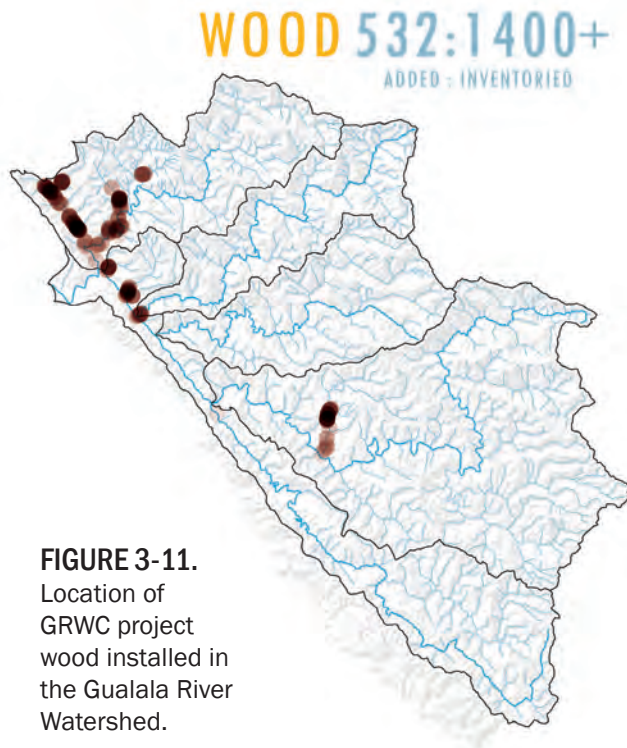 WOOD 532:1400+
ADDED : INVENTORIED
FIGURE 3-11.
Location of
GRWC project
wood installed in
the Gualala River
Watershed.